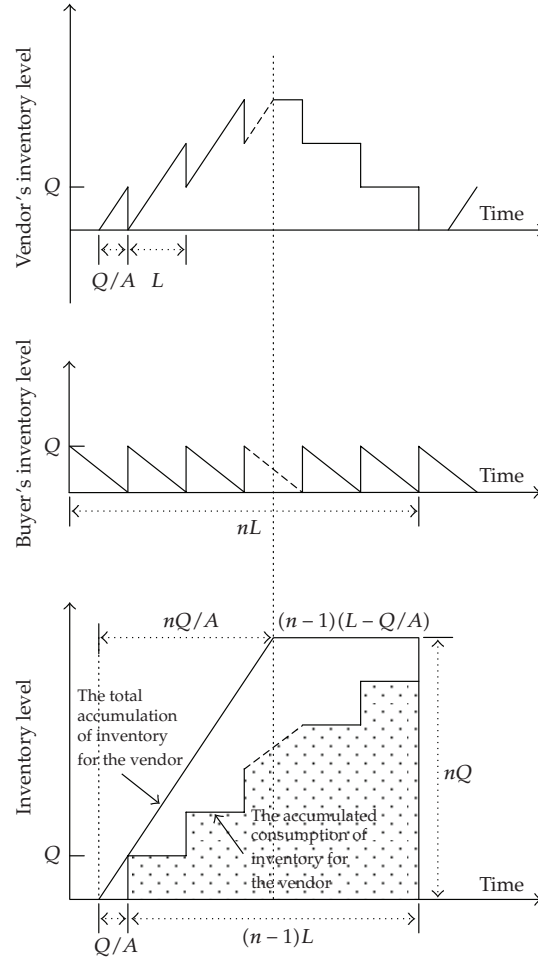 Vendor's inventory level
Q
Time
Q/A
L
Buyer's inventory level
Q
Time
nL
Inventory level
nQ/A
(n − 1)(L − Q/A)
The total
accumulation
of inventory
for the vendor
nQ
The accumulated
consumption of
inventory for
the vendor
Q
Time
Q/A
(n − 1)L